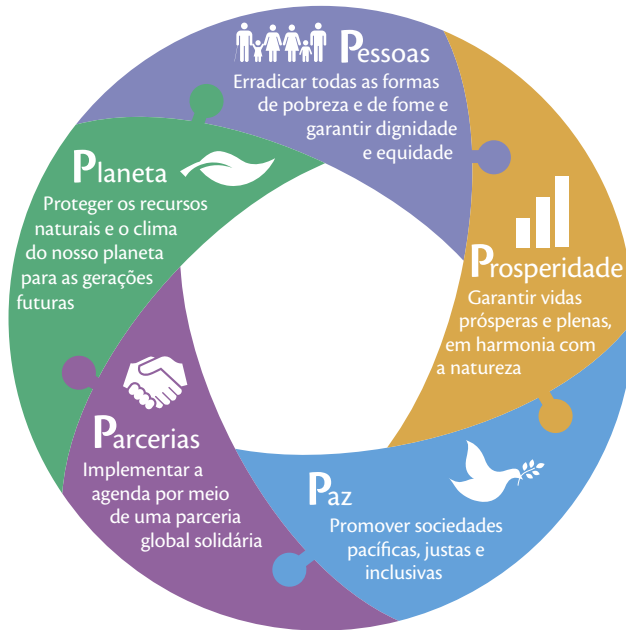 Pessoas
Erradicar todas as formas
de pobreza e de fome e
garantir dignidade
e equidade
Prosperidade
Garantir vidas
prósperas e plenas,
em harmonia com
a natureza
Paz
Promover sociedades
pacíficas, justas e
inclusivas
Parcerias
Implementar a
agenda por meio
de uma parceria
global solidária
Planeta
Proteger os recursos
naturais e o clima
do nosso planeta
para as gerações
futuras